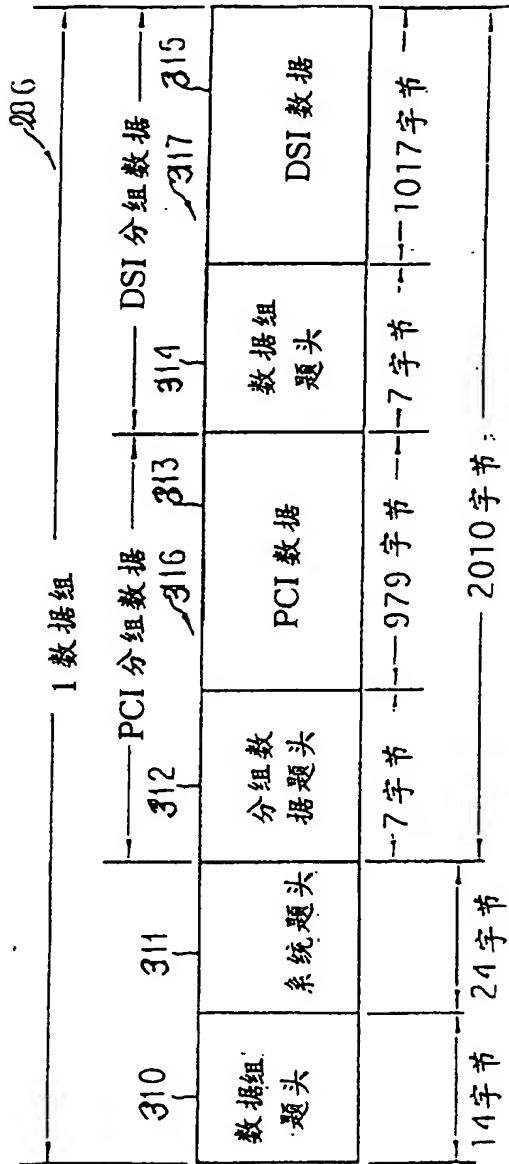 1 数据组
286
PCI 分组数据
DSI 分组数据
310
311
312
313
316
314
317
315
数据组
题头
系统题头
分组数
据题头
PCI 数据
数据组
题头
DSI 数据
14字节
24字节
7字节
979字节
7字节
1017字节
2010字节